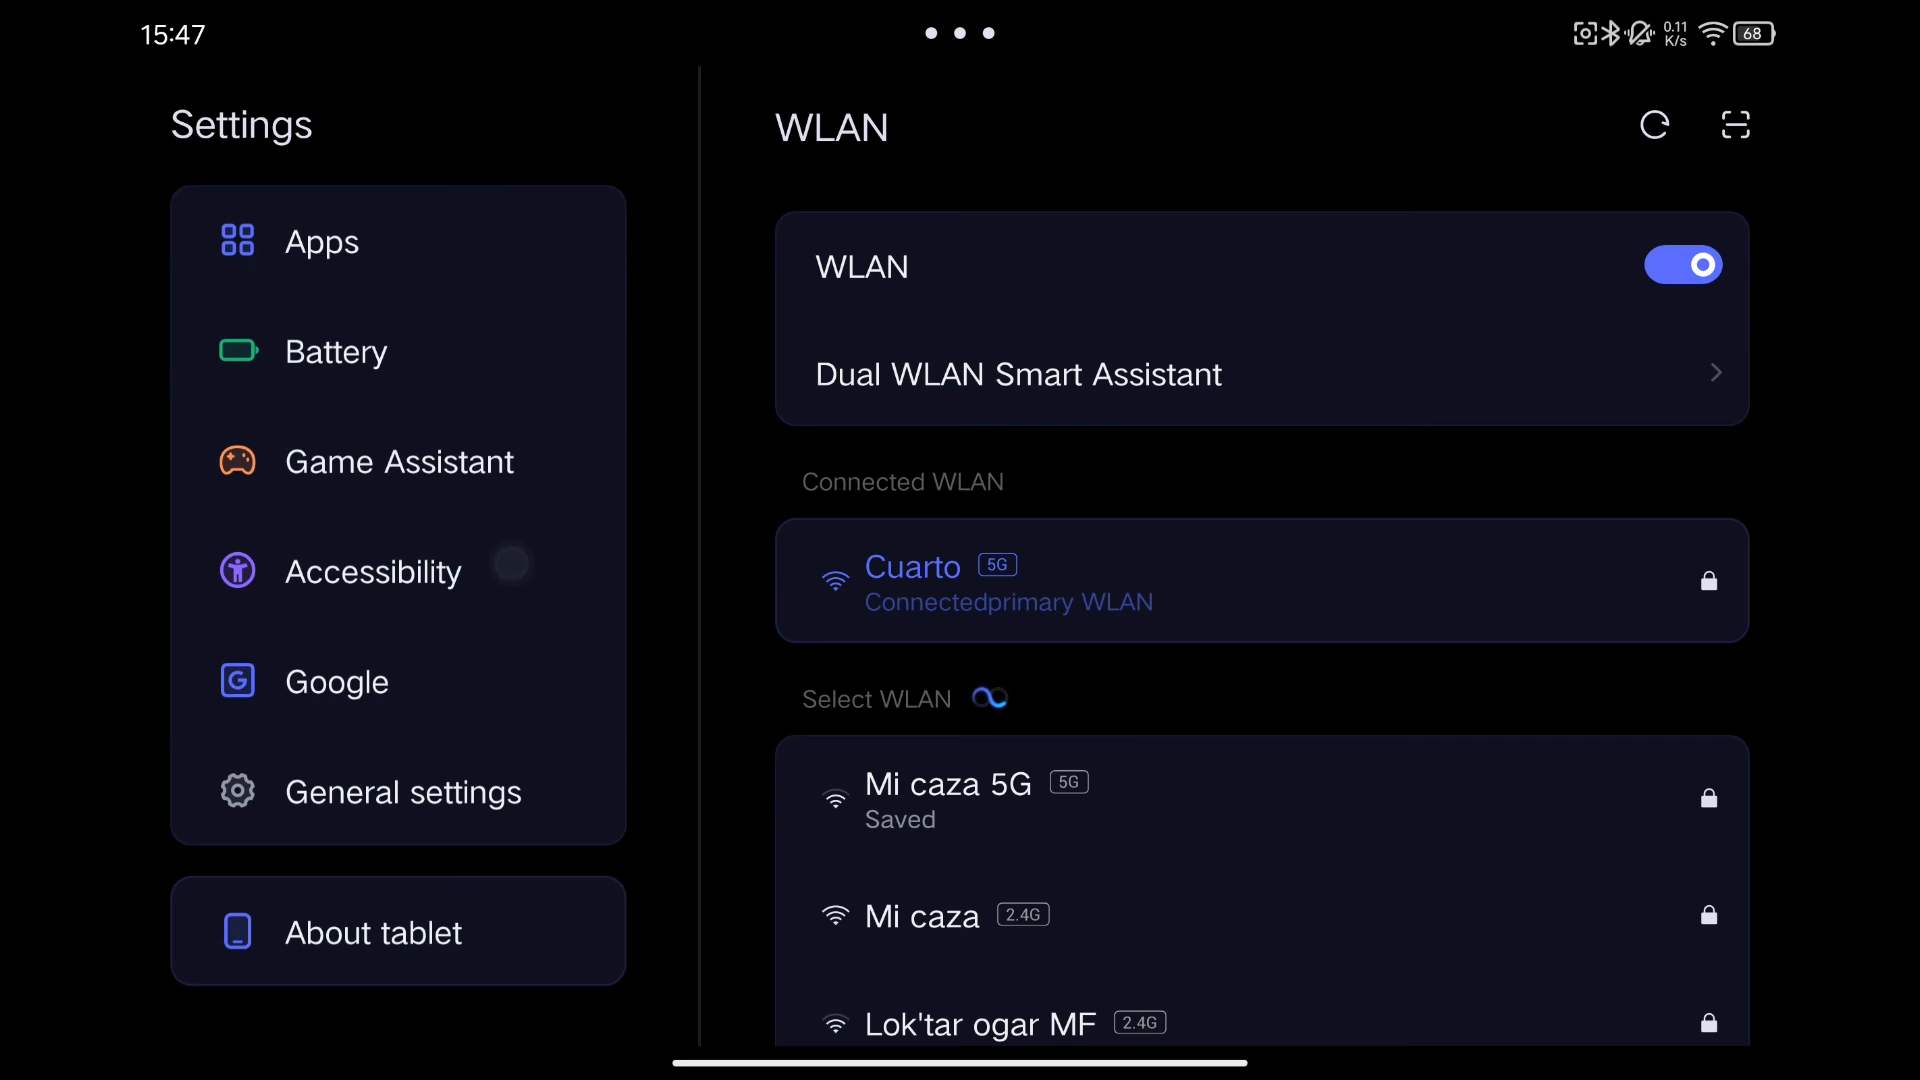 15:47
0.11
K/s
68
Settings
Apps
Battery
Game Assistant
Accessibility
Google
General settings
About tablet
WLAN
WLAN
Dual WLAN Smart Assistant
Connected WLAN
Cuarto 5G
Connectedprimary WLAN
Select WLAN
Mi caza 5G 5G
Saved
Mi caza 2.4G
Lok'tar ogar MF 2.4G